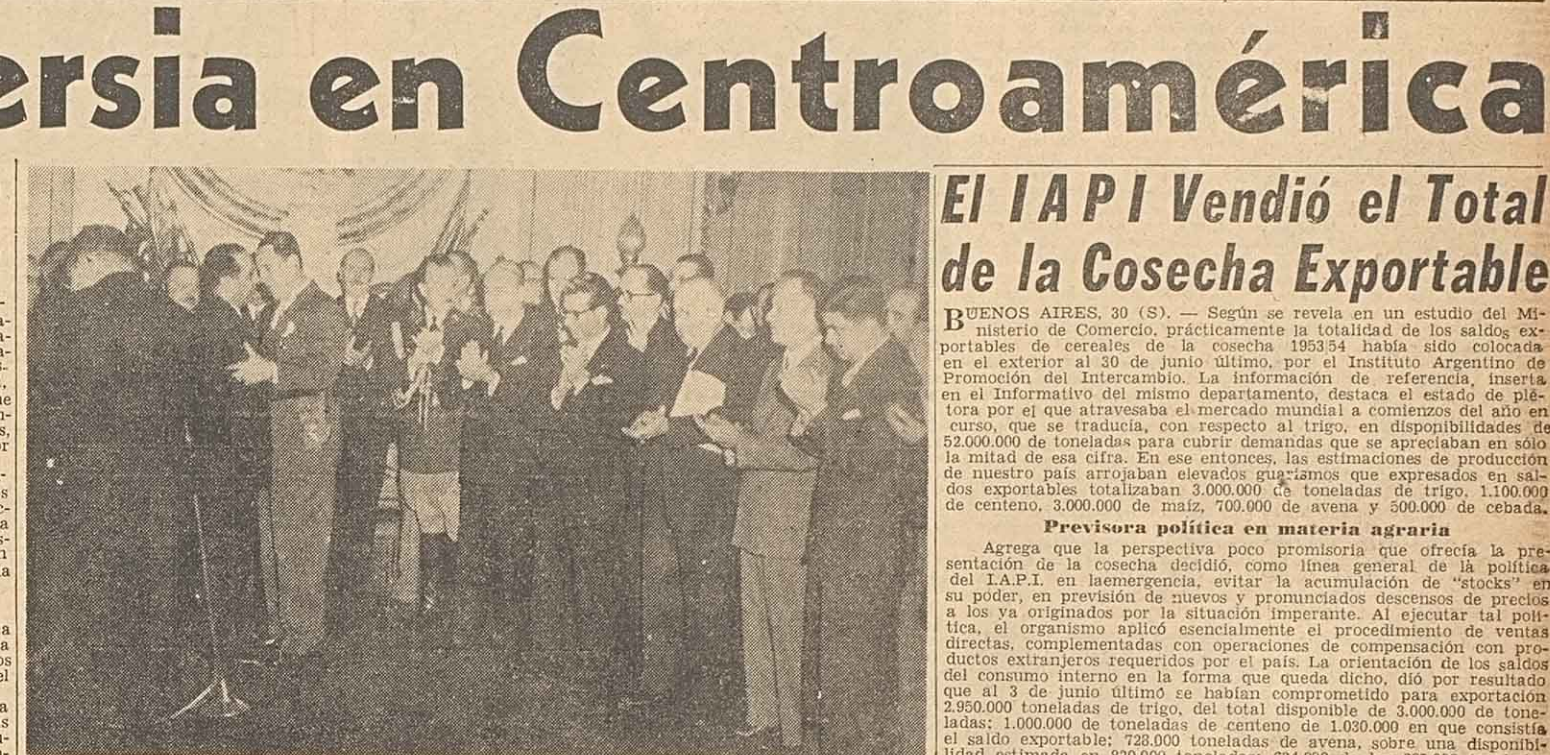 ersia en Centroamérica
El IAPI Vendió el Total
de la Cosecha Exportable
BUENOS AIRES, 30 (S). — Según se revela en un estudio del Mi-
nisterio de Comercio, prácticamente la totalidad de los saldos ex-
portables de cereales de la cosecha 1953|54 había sido colocada
en el exterior al 30 de junio último, por el Instituto Argentino de
Promoción del Intercambio. La información de referencia, inserta
en el Informativo del mismo departamento, destaca el estado de plé-
tora por el que atravesaba el mercado mundial a comienzos del año en
curso, que se traducía, con respecto al trigo, en disponibilidades de
52.000.000 de toneladas para cubrir demandas que se apreciaban en sólo
la mitad de esa cifra. En ese entonces, las estimaciones de producción
de nuestro país arrojaban elevados guarismos que expresados en sal-
dos exportables totalizaban 3.000.000 de toneladas de trigo, 1.100.000
de centeno, 3.000.000 de maíz, 700.000 de avena y 500.000 de cebada.
Previsora política en materia agraria
Agrega que la perspectiva poco promisoria que ofrecía la pre-
sentación de la cosecha decidió, como línea general de là política
del I.A.P.I. en laemergencia, evitar la acumulación de "stocks" en
su poder, en previsión de nuevos y pronunciados descensos de precios
a los ya originados por la situación imperante. Al ejecutar tal polí-
tica, el organismo aplicó esencialmente el procedimiento de ventas
directas, complementadas con operaciones de compensación con pro-
ductos extranjeros requeridos por el país. La orientación de los saldos
del consumo interno en la forma que queda dicho, dió por resultado
que al 3 de junio último se habían comprometido para exportación
2.950.000 toneladas de trigo, del total disponible de 3.000.000 de tone-
ladas; 1.000.000 de toneladas de centeno de 1.030.000 en que consistía
el saldo exportable; 728.000 toneladas de avena, sobre una disponibi-